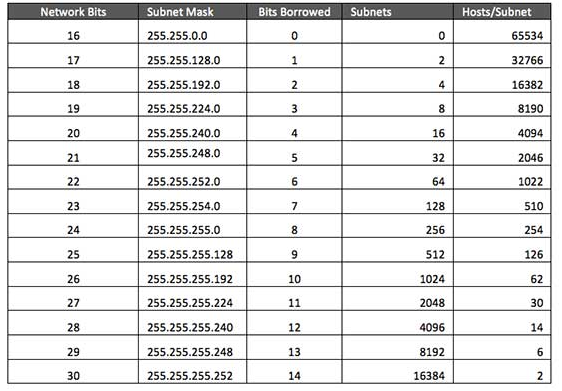 Network Bits Subnet Mask Bits Borrowed Subnets Hosts/Subnet
16 255.255.0.0 0 0 65534
17 255.255.128.0 1 2 32766
18 255.255.192.0 2 4 16382
19 255.255.224.0 3 8 8190
20 255.255.240.0 4 16 4094
21 255.255.248.0 5 32 2046
22 255.255.252.0 6 64 1022
23 255.255.254.0 7 128 510
24 255.255.255.0 8 256 254
25 255.255.255.128 9 512 126
26 255.255.255.192 10 1024 62
27 255.255.255.224 11 2048 30
28 255.255.255.240 12 4096 14
29 255.255.255.248 13 8192 6
30 255.255.255.252 14 16384 2